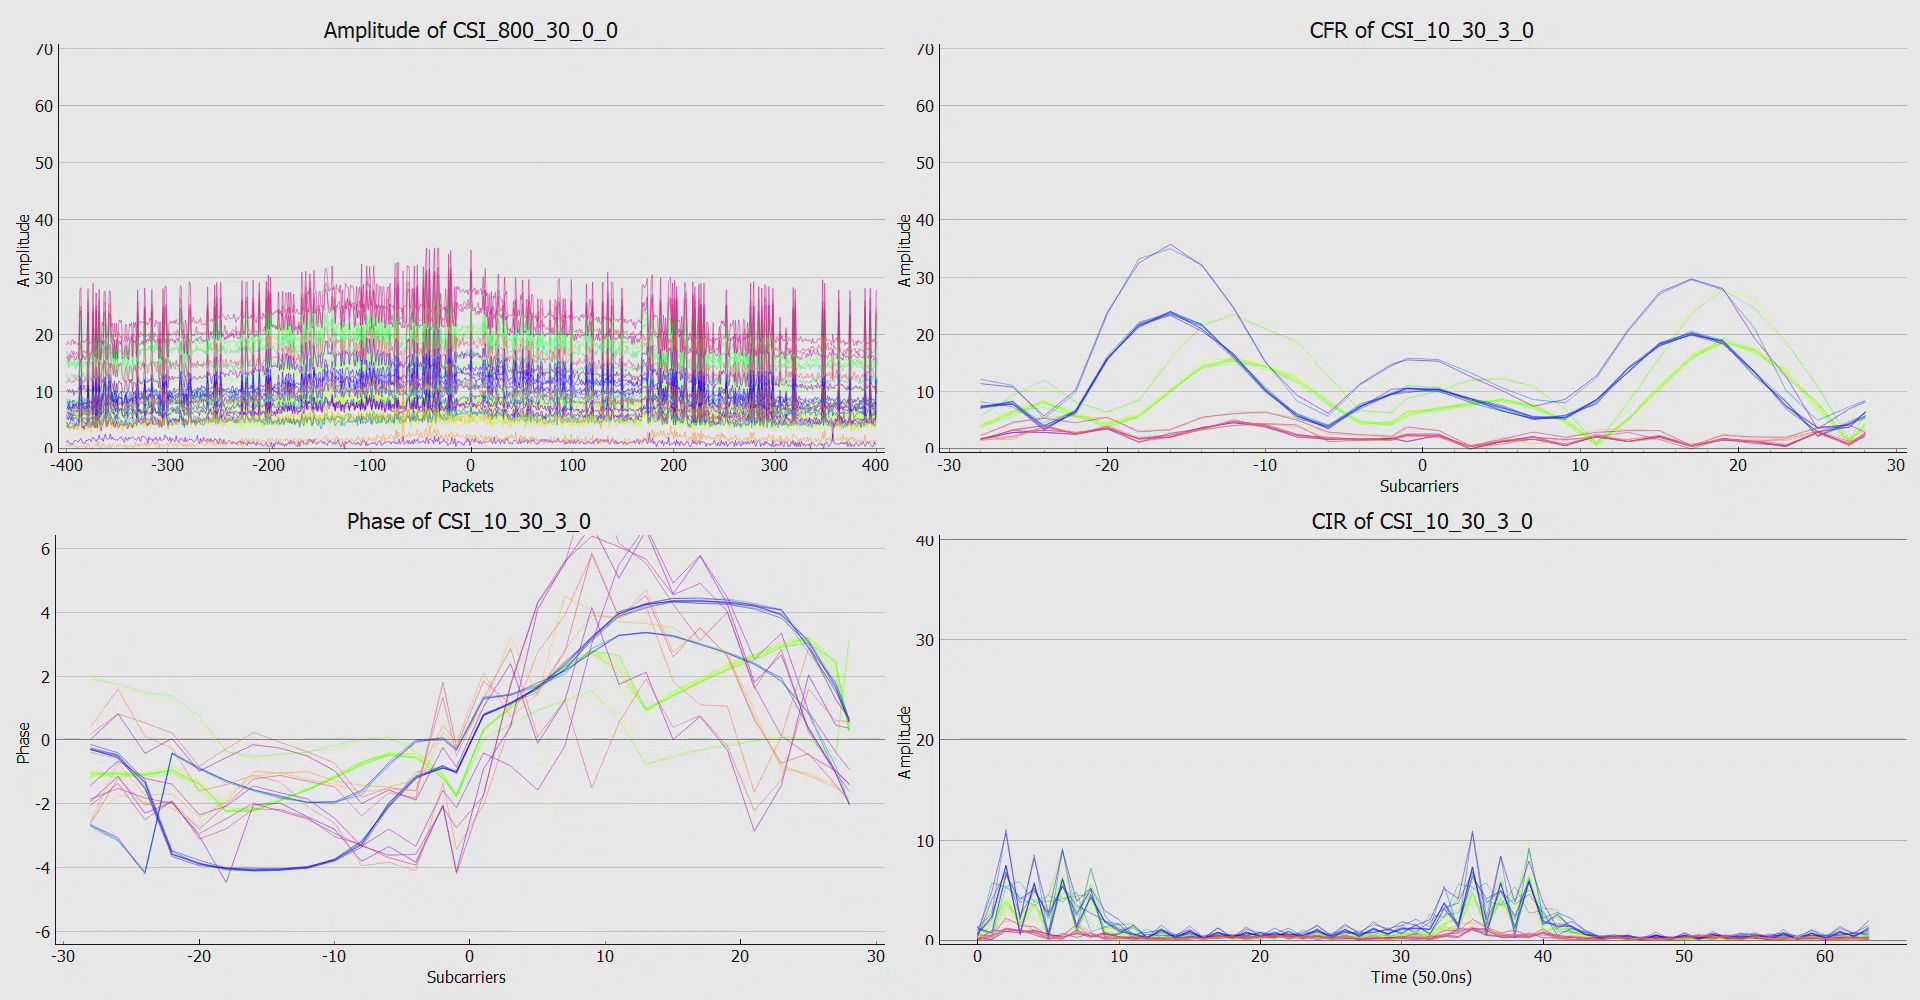 Amplitude of CSI_800_30_0_0
70
60
50
40
30
20
10
0
Amplitude
-400 -300 -200 -100 0 100 200 300 400
Packets
CFR of CSI_10_30_3_0
70
60
50
40
30
20
10
0
Amplitude
-30 -20 -10 0 10 20 30
Subcarriers
Phase of CSI_10_30_3_0
6
4
2
0
-2
-4
-6
Phase
-30 -20 -10 0 10 20 30
Subcarriers
CIR of CSI_10_30_3_0
40
30
20
10
0
Amplitude
0 10 20 30 40 50 60
Time (50.0ns)